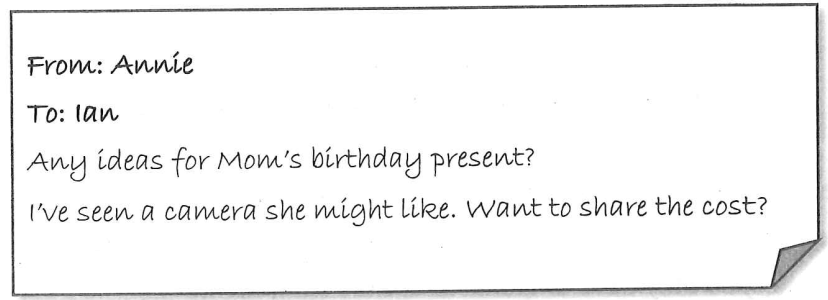 From: Annie
To: Ian
Any ideas for Mom's birthday present?
I've seen a camera she might like. Want to share the cost?